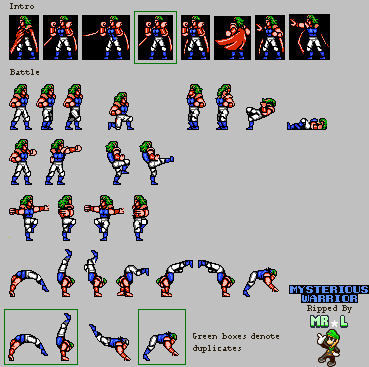 Intro
Battle
MYSTERIOUS
WARRIOR
Ripped By
MR L
Green boxes denote
duplicates